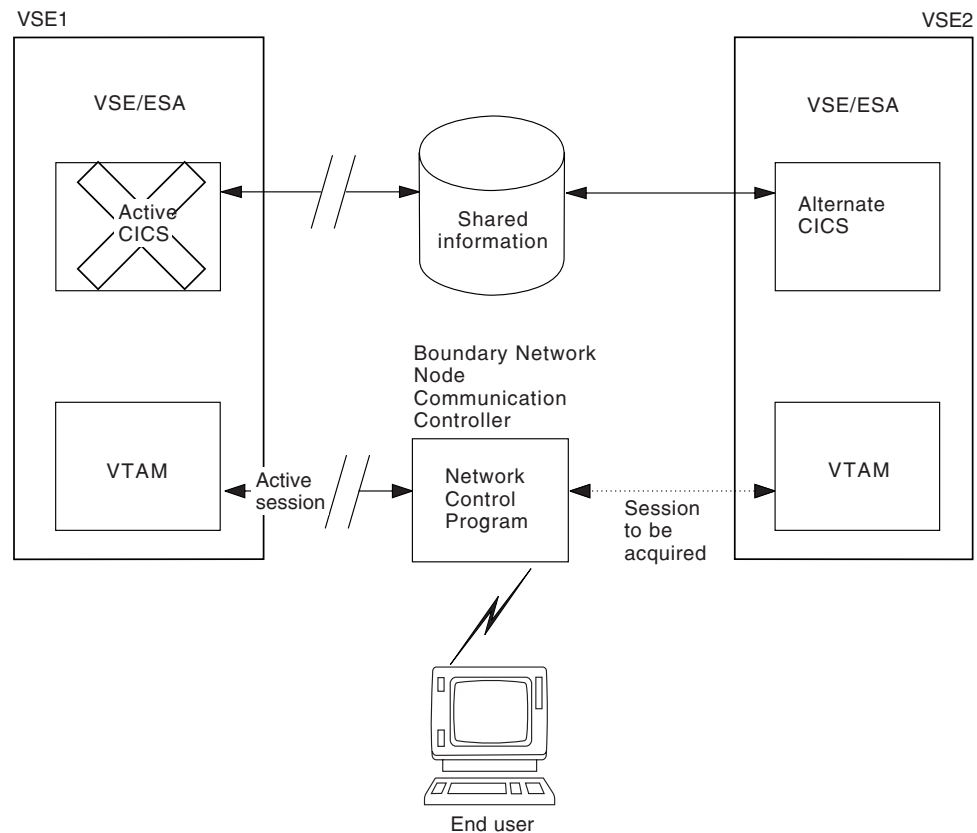 VSE1
VSE2
VSE/ESA
VSE/ESA
Active
CICS
Shared
information
Alternate
CICS
Boundary Network
Node
Communication
Controller
VTAM
Active
session
Network
Control
Program
Session
to be
acquired
VTAM
End user